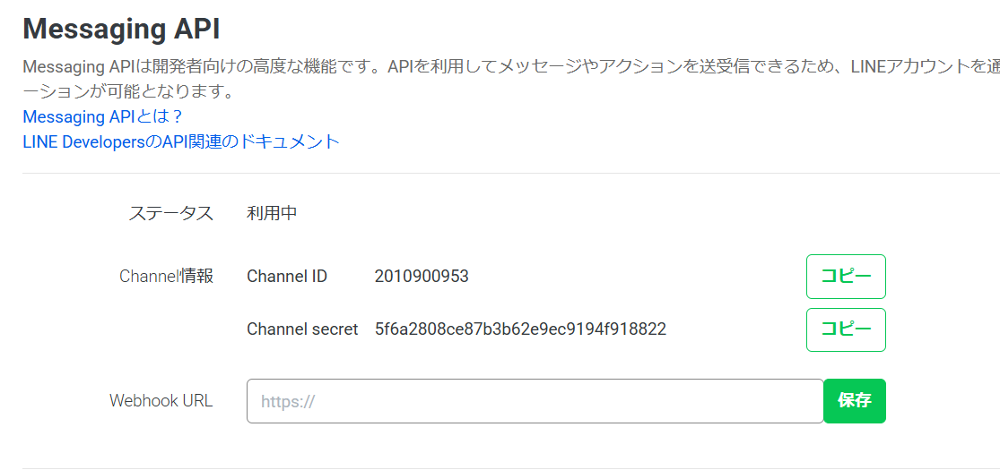 Messaging API
Messaging APIは開発者向けの高度な機能です。APIを利用してメッセージやアクションを送受信できるため、LINEアカウントを通
ーションが可能となります。
Messaging APIとは？
LINE DevelopersのAPI関連のドキュメント
ステータス 利用中
Channel情報 Channel ID 2010900953 コピー
Channel secret 5f6a2808ce87b3b62e9ec9194f918822 コピー
Webhook URL https:// 保存